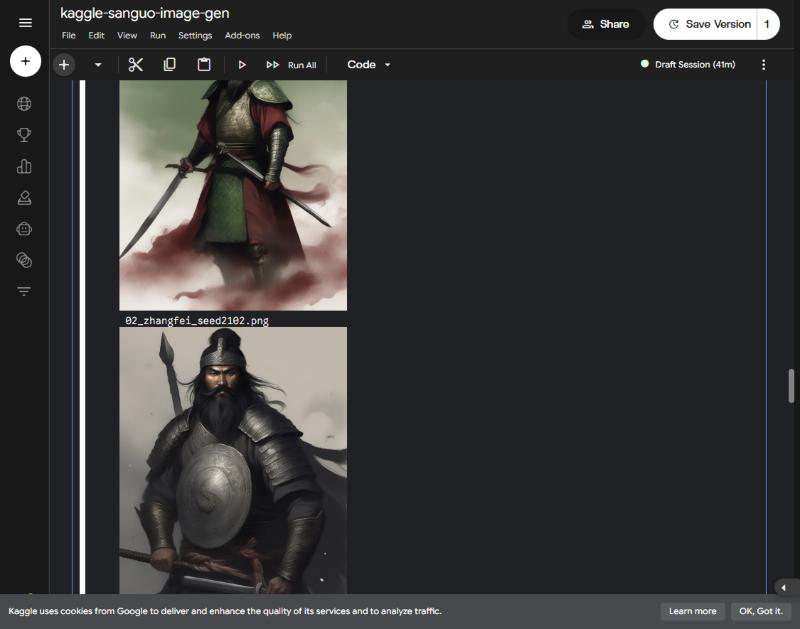 kaggle-sanguo-image-gen
File Edit View Run Settings Add-ons Help
Share
Save Version 1
Run All
Code
Draft Session (41m)
02_zhangfei_seed2102.png
Kaggle uses cookies from Google to deliver and enhance the quality of its services and to analyze traffic.
Learn more
OK, Got it.